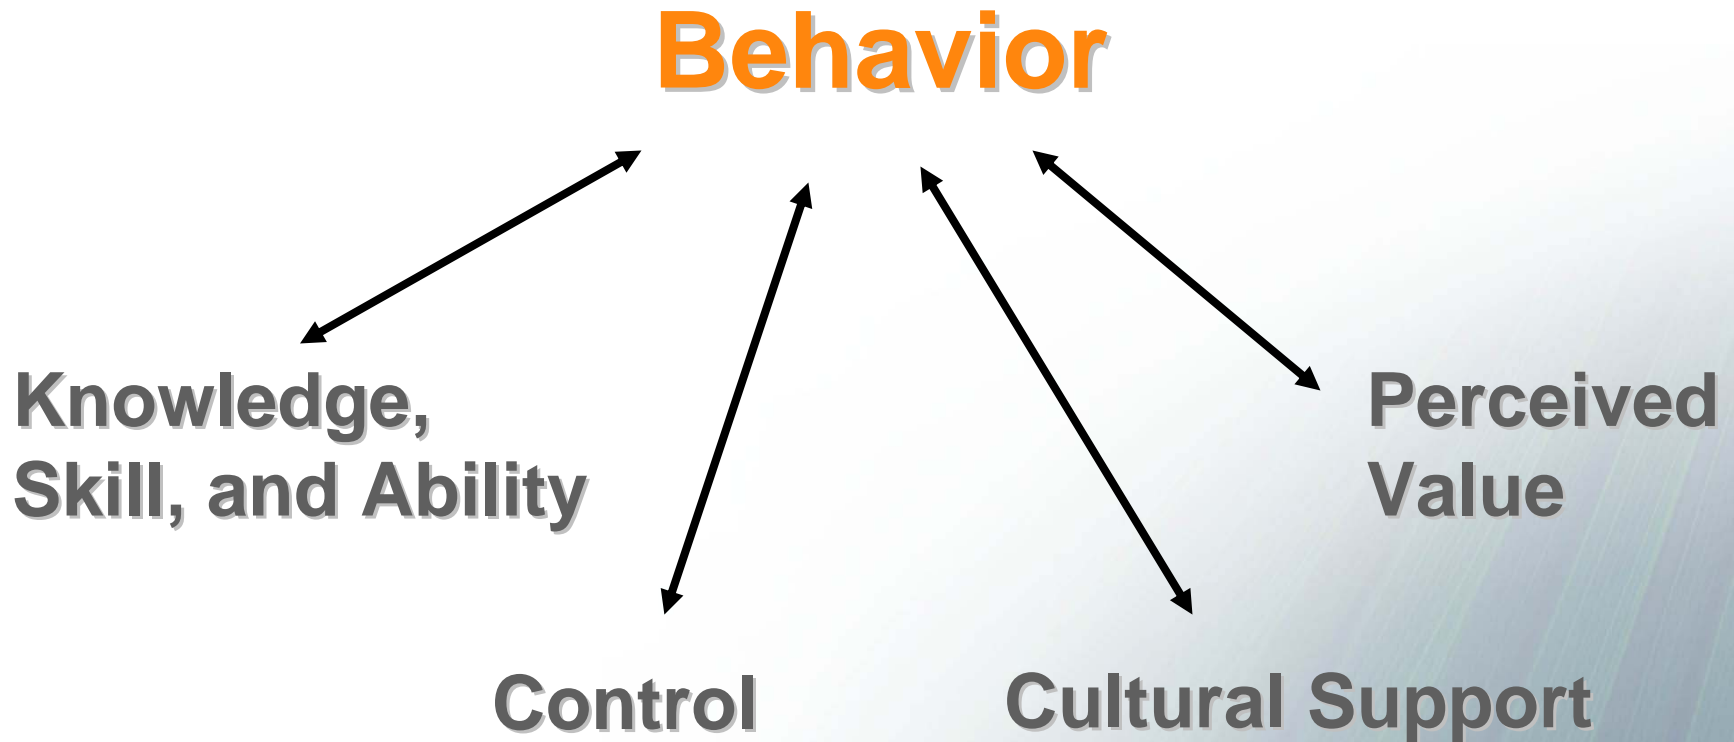 Behavior
Knowledge,
Skill, and Ability
Perceived
Value
Control
Cultural Support